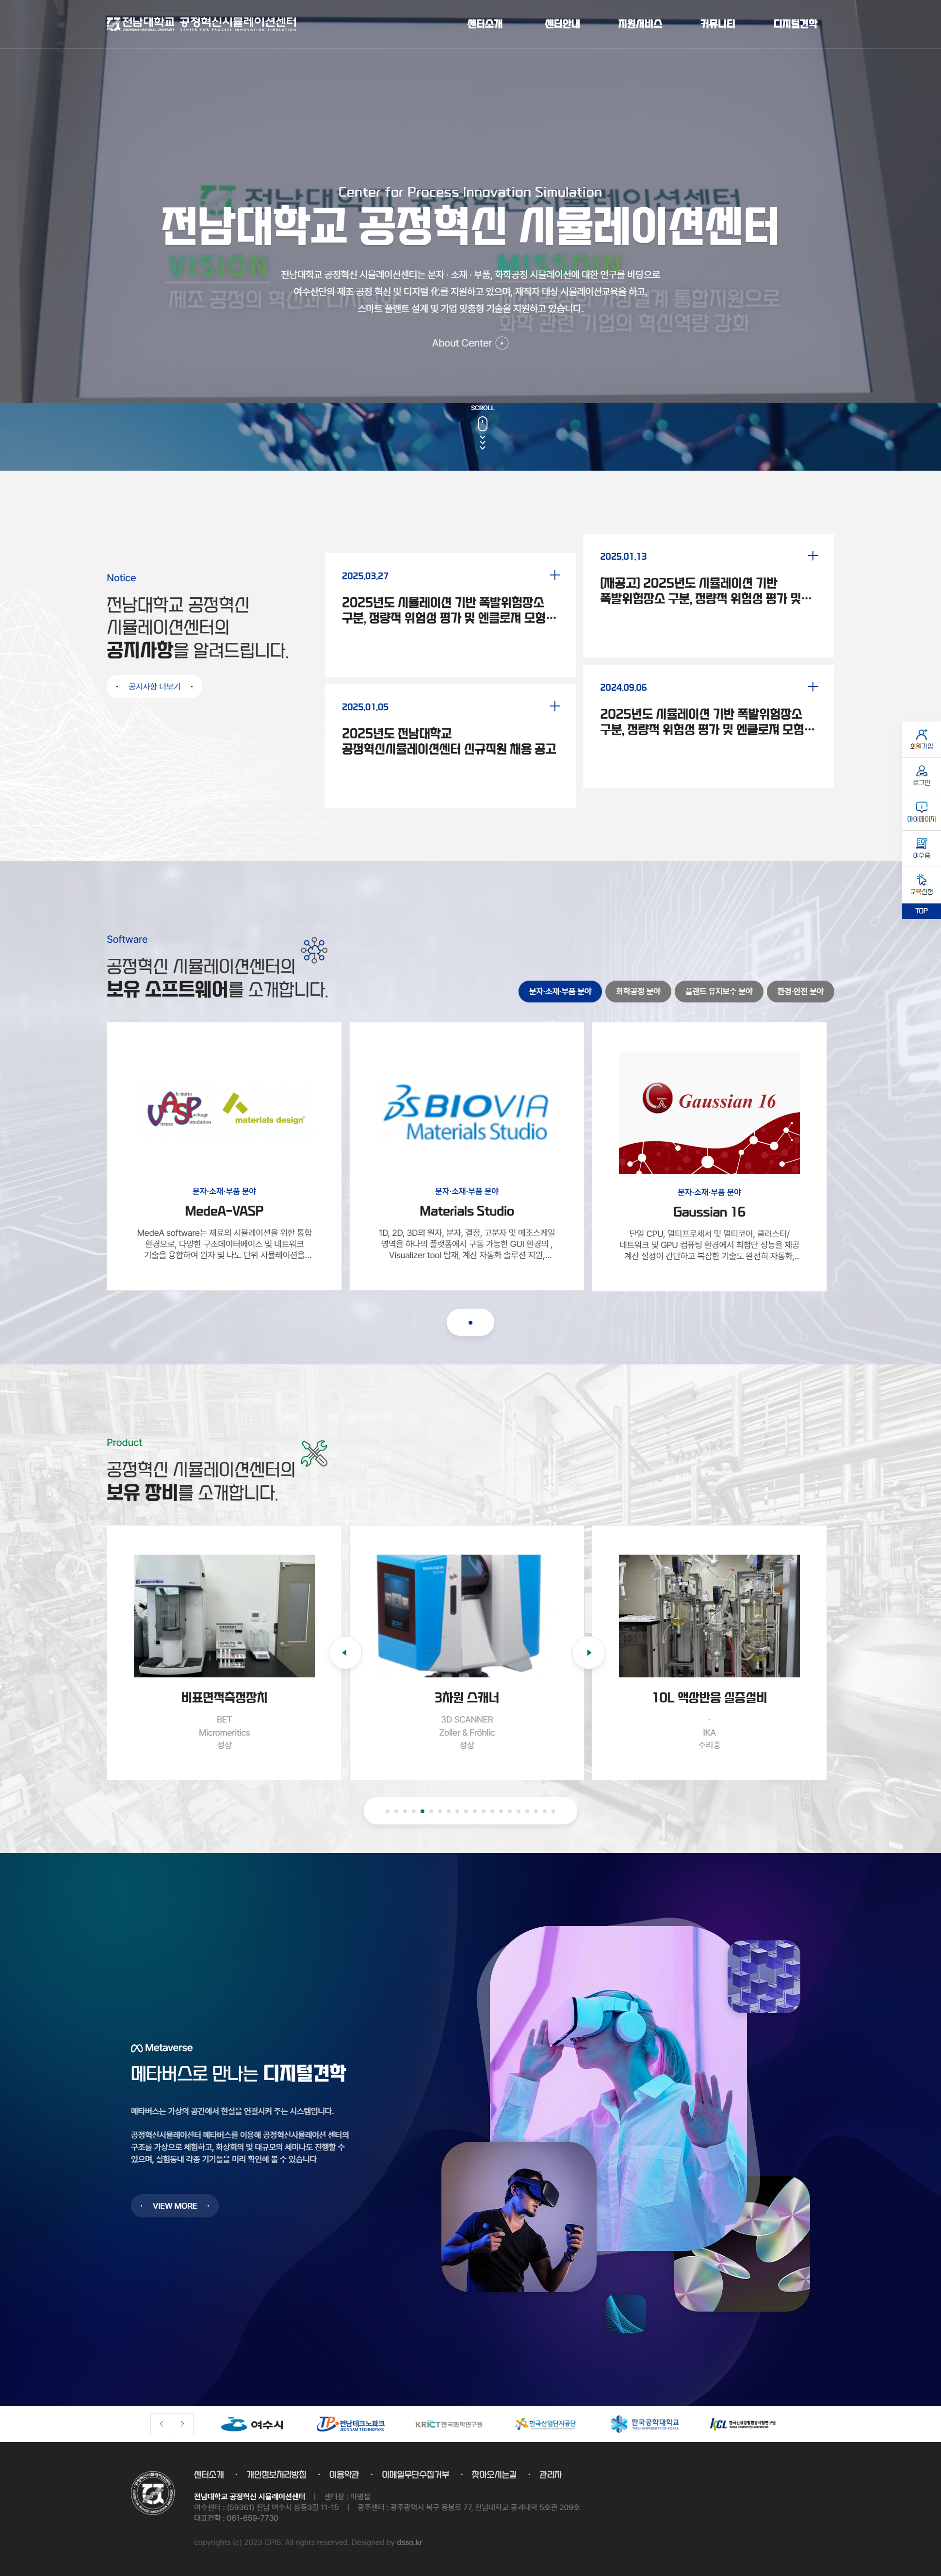 전남대학교 공정혁신시뮬레이션센터
CHONNAM NATIONAL UNIVERSITY CENTER FOR PROCESS INNOVATION SIMULATION
센터소개
센터안내
지원서비스
커뮤니티
디지털견학
Center for Process Innovation Simulation
전남대학교 공정혁신 시뮬레이션센터
VISION
전남대학교 공정혁신 시뮬레이션센터는 분자 · 소재 · 부품, 화학공정 시뮬레이션에 대한 연구를 바탕으로
여수산단의 제조 공정 혁신 및 디지털 化를 지원하고 있으며, 재직자 대상 시뮬레이션교육을 하고,
스마트 플랜트 설계 및 기업 맞춤형 기술을 지원하고 있습니다.
화학 관련 기업의 혁신역량 강화
About Center
SCROLL
Notice
전남대학교 공정혁신
시뮬레이션센터의
공지사항을 알려드립니다.
공지사항 더보기
2025.03.27
2025년도 시뮬레이션 기반 폭발위험장소
구분, 정량적 위험성 평가 및 엔클로져 모형…
2025.01.13
[재공고] 2025년도 시뮬레이션 기반
폭발위험장소 구분, 정량적 위험성 평가 및…
2025.01.05
2025년도 전남대학교
공정혁신시뮬레이션센터 신규직원 채용 공고
2024.09.06
2025년도 시뮬레이션 기반 폭발위험장소
구분, 정량적 위험성 평가 및 엔클로져 모형…
회원가입
로그인
마이페이지
이수증
교육신청
TOP
Software
공정혁신 시뮬레이션센터의
보유 소프트웨어를 소개합니다.
분자·소재·부품 분야
화학공정 분야
플랜트 유지보수 분야
환경·안전 분야
VASP
materials design
BIOVIA
Materials Studio
Gaussian 16
분자·소재·부품 분야
MedeA-VASP
MedeA software는 재료의 시뮬레이션을 위한 통합
환경으로, 다양한 구조데이터베이스 및 네트워크
기술을 융합하여 원자 및 나노 단위 시뮬레이션을...
분자·소재·부품 분야
Materials Studio
1D, 2D, 3D의 원자, 분자, 결정, 고분자 및 메조스케일
영역을 하나의 플랫폼에서 구동 가능한 GUI 환경의 ,
Visualizer tool 탑재, 계산 자동화 솔루션 지원,...
분자·소재·부품 분야
Gaussian 16
단일 CPU, 멀티프로세서 및 멀티코어, 클러스터/
네트워크 및 GPU 컴퓨팅 환경에서 최첨단 성능을 제공
계산 설정이 간단하고 복잡한 기술도 완전히 자동화,..
Product
공정혁신 시뮬레이션센터의
보유 장비를 소개합니다.
비표면적측정장치
BET
Micromeritics
정상
3차원 스캐너
3D SCANNER
Zoller & Fröhlic
정상
10L 액상반응 실증설비
-
IKA
수리중
Metaverse
메타버스로 만나는 디지털견학
메타버스는 가상의 공간에서 현실을 연결시켜 주는 시스템입니다.
공정혁신시뮬레이션터 메타버스를 이용해 공정혁신시뮬레이션 센터의
구조를 가상으로 체험하고, 화상회의 및 대규모의 세미나도 진행할 수
있으며, 실험동내 각종 기기들을 미리 확인해 볼 수 있습니다
VIEW MORE
여수시
TP 전남테크노파크
JEONNAM TECHNOPARK
KRICT 한국화학연구원
한국산업단지공단
한국공학대학교
TECH UNIVERSITY OF KOREA
KCL 한국건설생활환경시험연구원
Korea Conformity Laboratories
센터소개 · 개인정보처리방침 · 이용약관 · 이메일무단수집거부 · 찾아오시는길 · 관리자
전남대학교 공정혁신 시뮬레이션센터 | 센터장 : 마병철
여수센터 : (59361) 전남 여수시 삼동3길 11-15 | 광주센터 : 광주광역시 북구 용봉로 77, 전남대학교 공과대학 5호관 209호
대표전화 : 061-659-7730
copyrights (c) 2023 CPIS. All rights reserved. Designed by dsso.kr